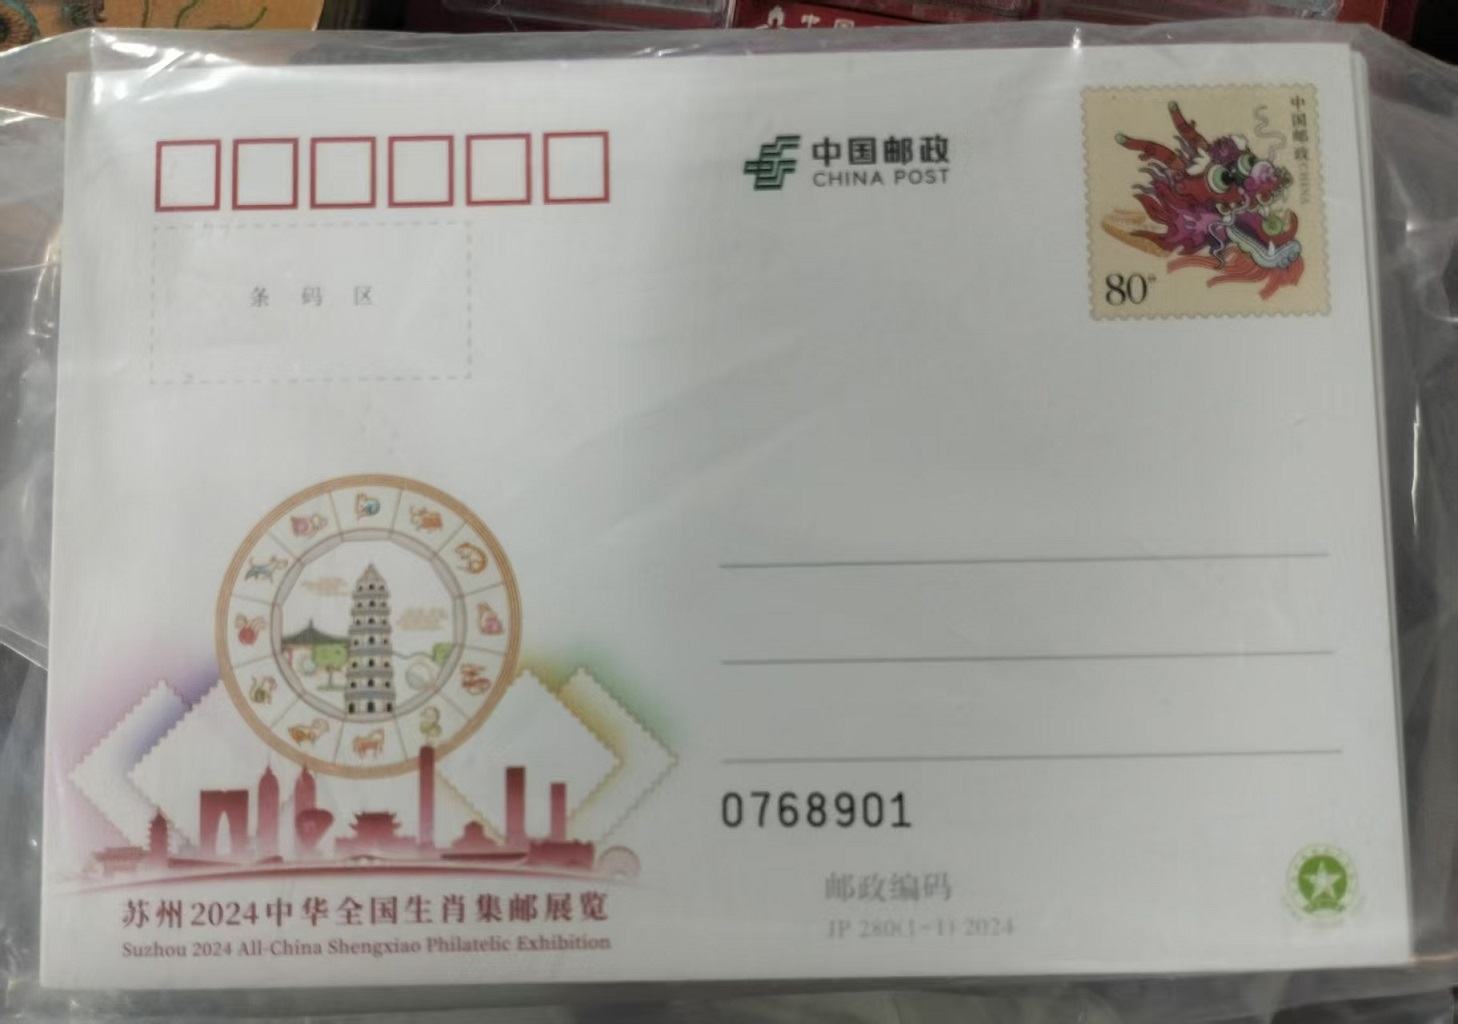 中国邮政
CHINA POST
中国邮政 CHINA
80分
条码区
0768901
邮政编码
JP 280(1-1) 2024
苏州2024中华全国生肖集邮展览
Suzhou 2024 All-China Shengxiao Philatelic Exhibition